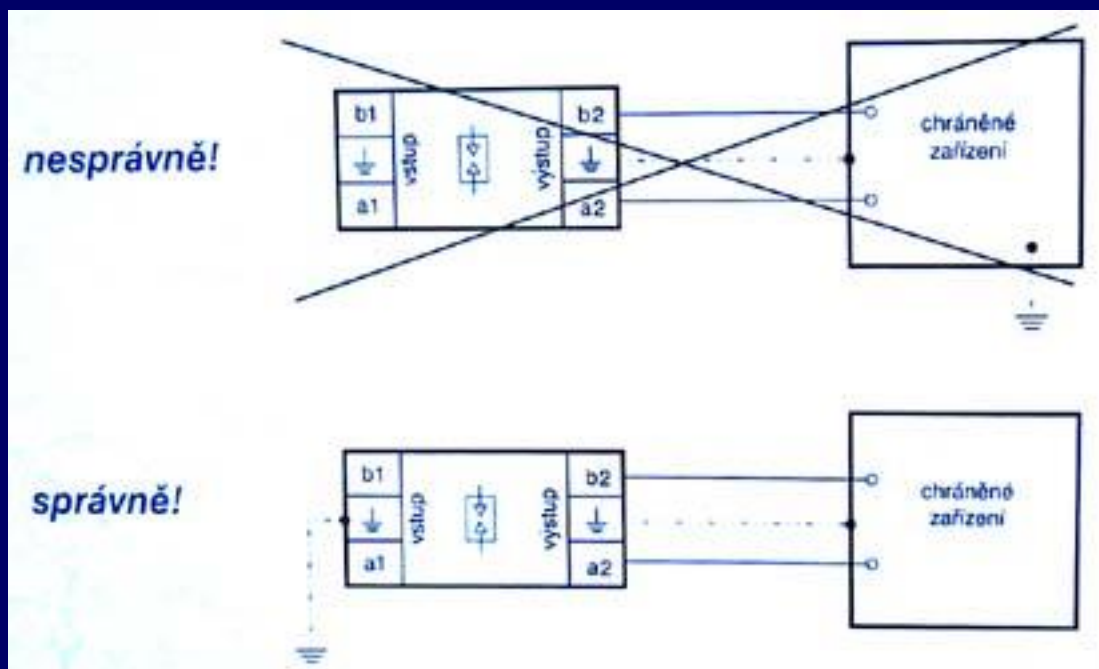 nesprávně!
b1
a1
vstup
výstup
b2
a2
chráněné
zařízení
správně!
b1
a1
vstup
výstup
b2
a2
chráněné
zařízení